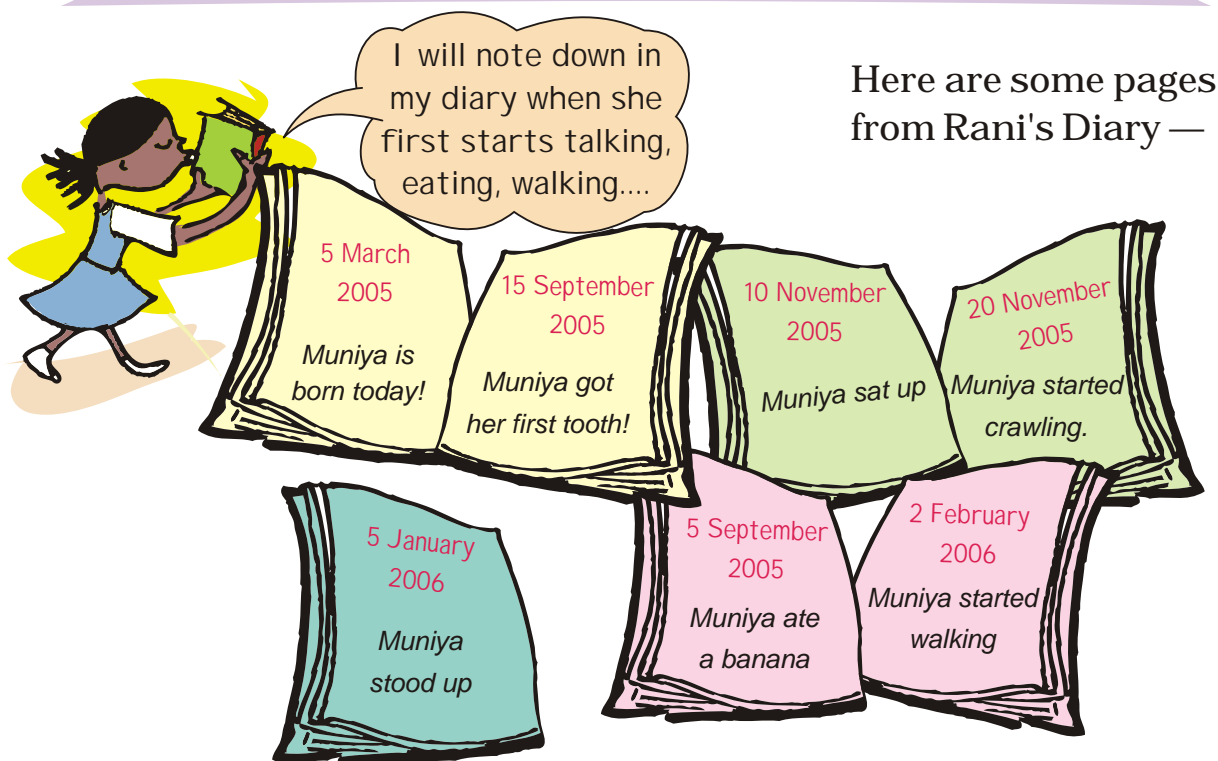 I will note down in
my diary when she
first starts talking,
eating, walking....
Here are some pages
from Rani's Diary —
5 March
2005
Muniya is
born today!
15 September
2005
Muniya got
her first tooth!
10 November
2005
Muniya sat up
20 November
2005
Muniya started
crawling.
5 January
2006
Muniya
stood up
5 September
2005
Muniya ate
a banana
2 February
2006
Muniya started
walking